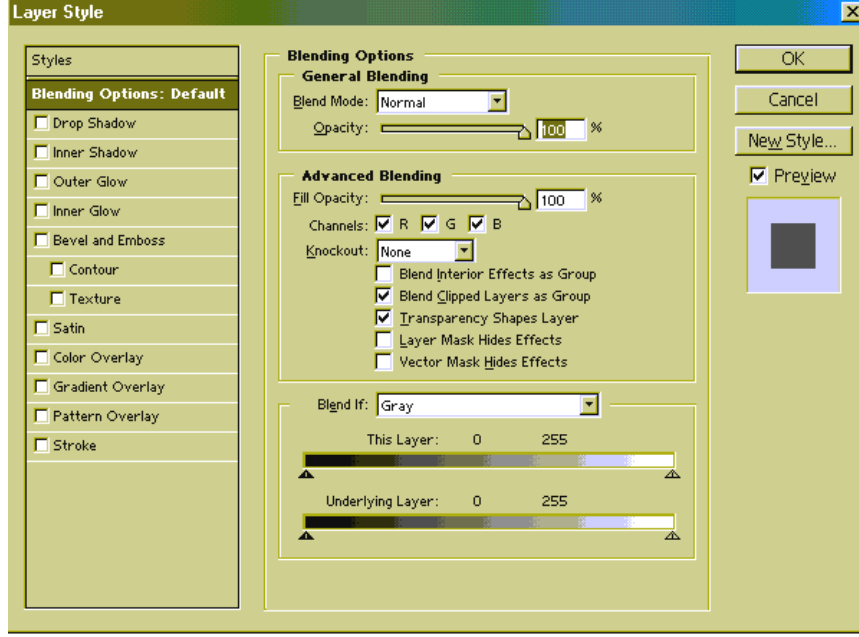 Layer Style
Styles
Blending Options: Default
Drop Shadow
Inner Shadow
Outer Glow
Inner Glow
Bevel and Emboss
Contour
Texture
Satin
Color Overlay
Gradient Overlay
Pattern Overlay
Stroke
Blending Options
General Blending
Blend Mode: Normal
Opacity: 100 %
Advanced Blending
Fill Opacity: 100 %
Channels: R G B
Knockout: None
Blend Interior Effects as Group
Blend Clipped Layers as Group
Transparency Shapes Layer
Layer Mask Hides Effects
Vector Mask Hides Effects
Blend If: Gray
This Layer: 0 255
Underlying Layer: 0 255
OK
Cancel
New Style...
Preview